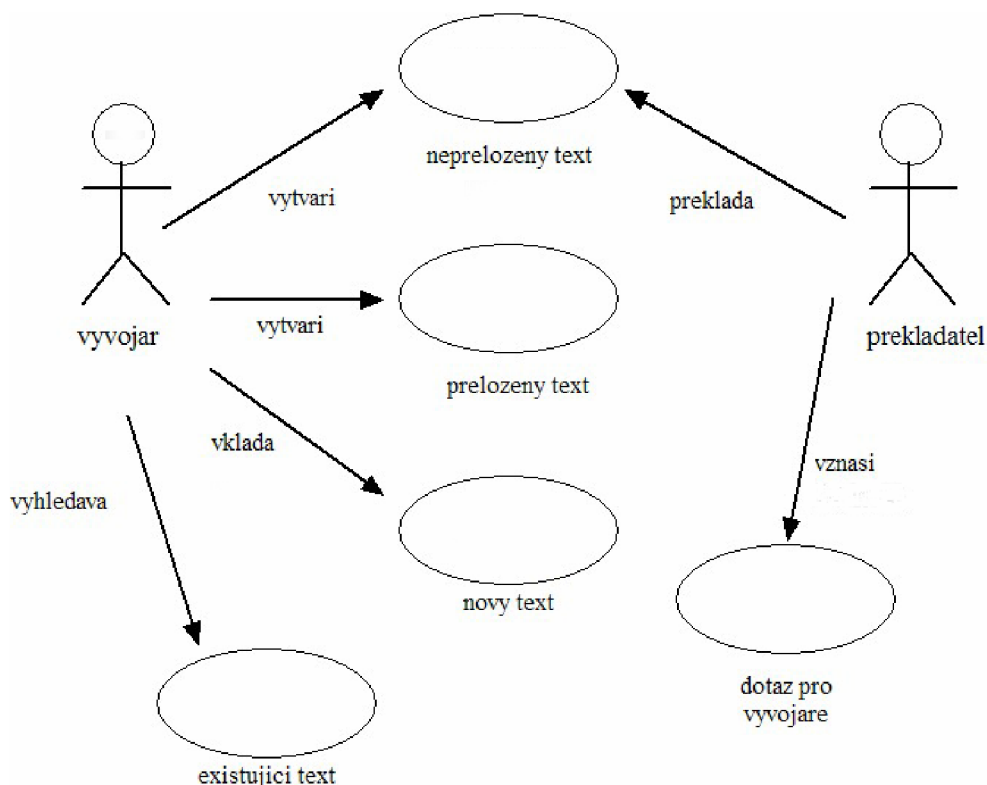 neprelozeny text
vytvari
preklada
vyvojar
vytvari
prekladatel
prelozeny text
vklada
vznasi
vyhledava
novy text
dotaz pro
vyvojare
existujici text